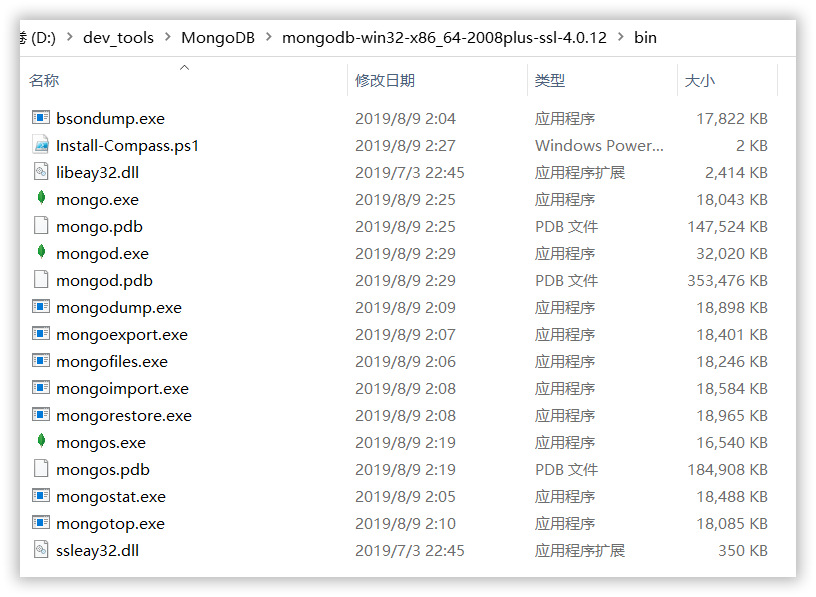 (D:) > dev_tools > MongoDB > mongodb-win32-x86_64-2008plus-ssl-4.0.12 > bin
名称 修改日期 类型 大小
bsondump.exe 2019/8/9 2:04 应用程序 17,822 KB
Install-Compass.ps1 2019/8/9 2:27 Windows Power... 2 KB
libeay32.dll 2019/7/3 22:45 应用程序扩展 2,414 KB
mongo.exe 2019/8/9 2:25 应用程序 18,043 KB
mongo.pdb 2019/8/9 2:25 PDB 文件 147,524 KB
mongod.exe 2019/8/9 2:29 应用程序 32,020 KB
mongod.pdb 2019/8/9 2:29 PDB 文件 353,476 KB
mongodump.exe 2019/8/9 2:09 应用程序 18,898 KB
mongoexport.exe 2019/8/9 2:07 应用程序 18,401 KB
mongofiles.exe 2019/8/9 2:06 应用程序 18,246 KB
mongoimport.exe 2019/8/9 2:08 应用程序 18,584 KB
mongorestore.exe 2019/8/9 2:08 应用程序 18,965 KB
mongos.exe 2019/8/9 2:19 应用程序 16,540 KB
mongos.pdb 2019/8/9 2:19 PDB 文件 184,908 KB
mongostat.exe 2019/8/9 2:05 应用程序 18,488 KB
mongotop.exe 2019/8/9 2:10 应用程序 18,085 KB
ssleay32.dll 2019/7/3 22:45 应用程序扩展 350 KB